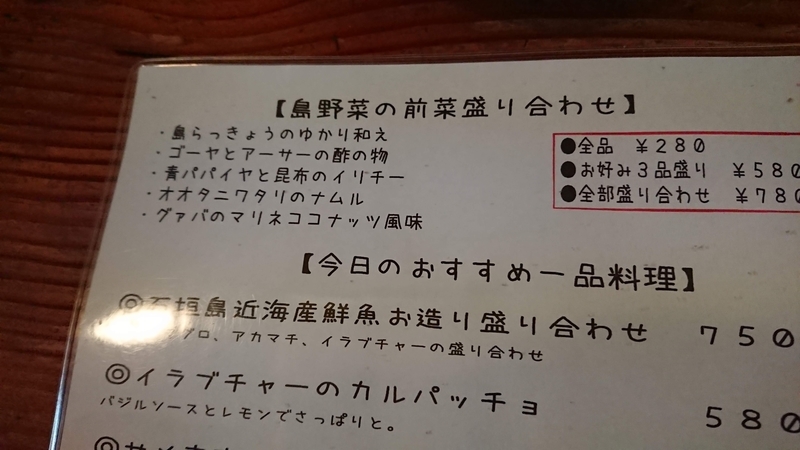 【島野菜の前菜盛り合わせ】
・島らっきょうのゆかり和え
・ゴーヤとアーサーの酢の物
・青パパイヤと昆布のイリチー
・オオタニワタリのナムル
・グァバのマリネココナッツ風味
●全品 ¥280
●お好み3品盛り ¥580
●全部盛り合わせ ¥780
【今日のおすすめ一品料理】
◎石垣島近海産鮮魚お造り盛り合わせ 750
グロ、アカマチ、イラブチャーの盛り合わせ
◎イラブチャーのカルパッチョ 580
バジルソースとレモンでさっぱりと。